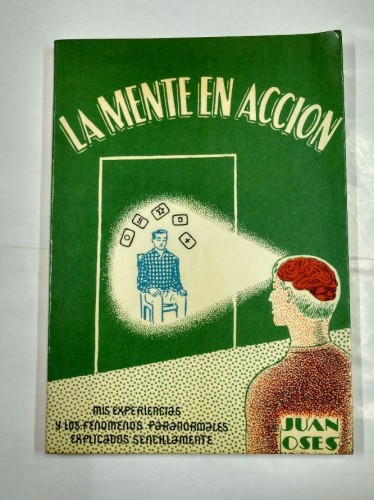 LA MENTE EN ACCION
MIS EXPERIENCIAS
Y LOS FENOMENOS PARANORMALES
EXPLICADOS SENCILLAMENTE
JUAN
OSES